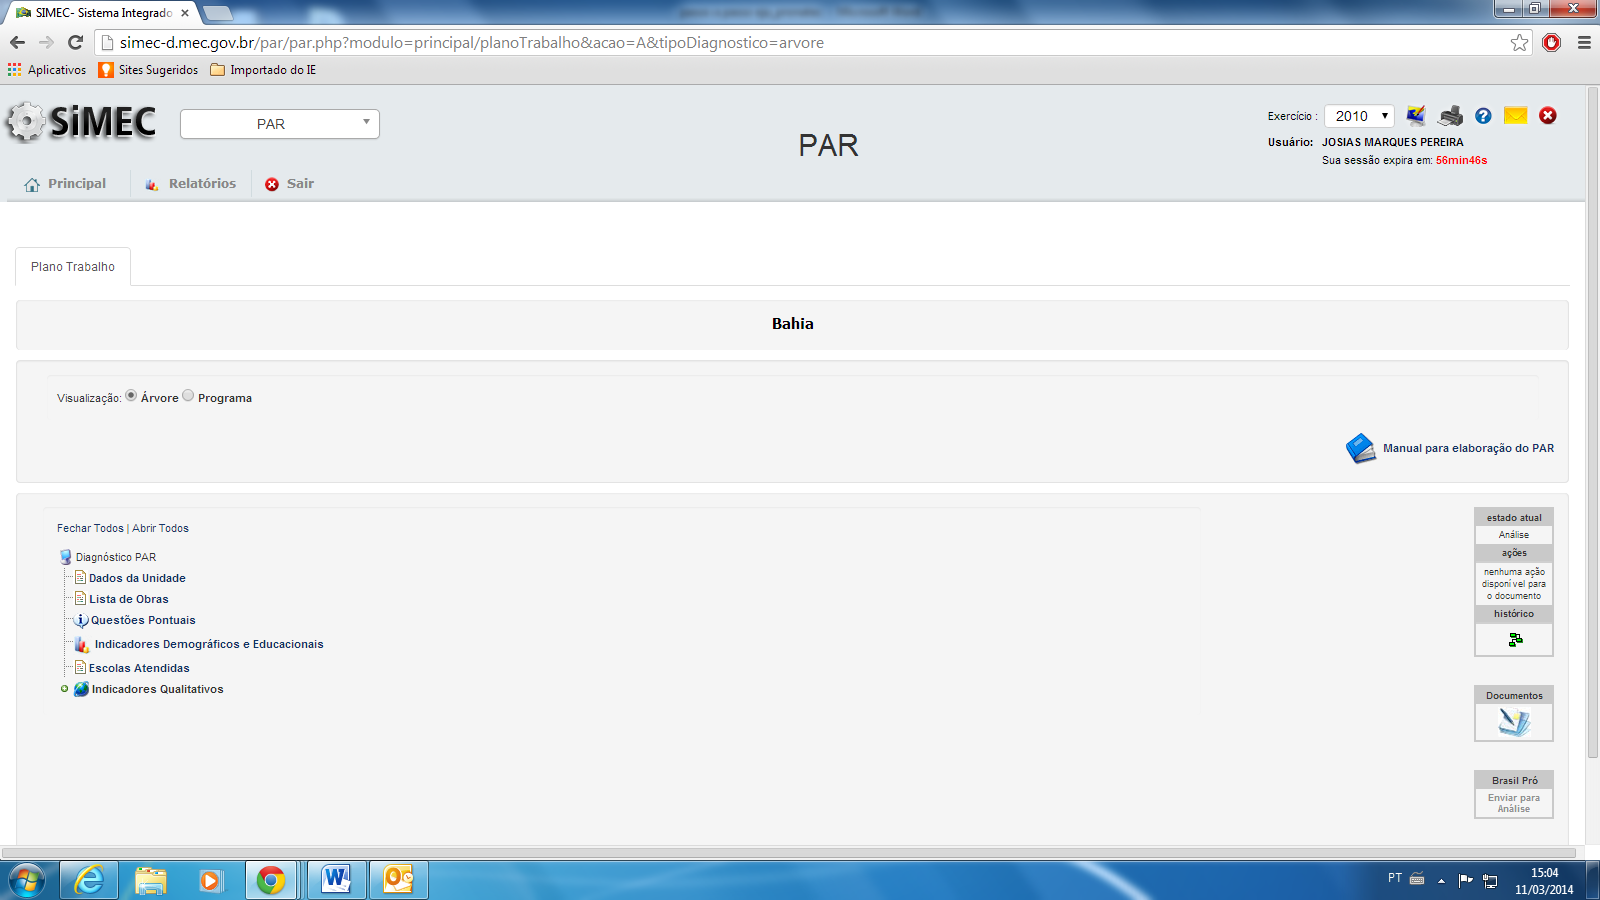 SIMEC- Sistema Integrado
simec-d.mec.gov.br/par/par.php?modulo=principal/planoTrabalho&acao=A&tipoDiagnostico=arvore
Aplicativos Sites Sugeridos Importado do IE
SiMEC
PAR
PAR
Exercício : 2010
Usuário: JOSIAS MARQUES PEREIRA
Sua sessão expira em: 56min46s
Principal Relatórios Sair
Plano Trabalho
Bahia
Visualização: Árvore Programa
Manual para elaboração do PAR
Fechar Todos | Abrir Todos
Diagnóstico PAR
Dados da Unidade
Lista de Obras
Questões Pontuais
Indicadores Demográficos e Educacionais
Escolas Atendidas
Indicadores Qualitativos
estado atual
Análise
ações
nenhuma ação
disponível para
o documento
histórico
Documentos
Brasil Pró
Enviar para
Análise
PT
15:04
11/03/2014